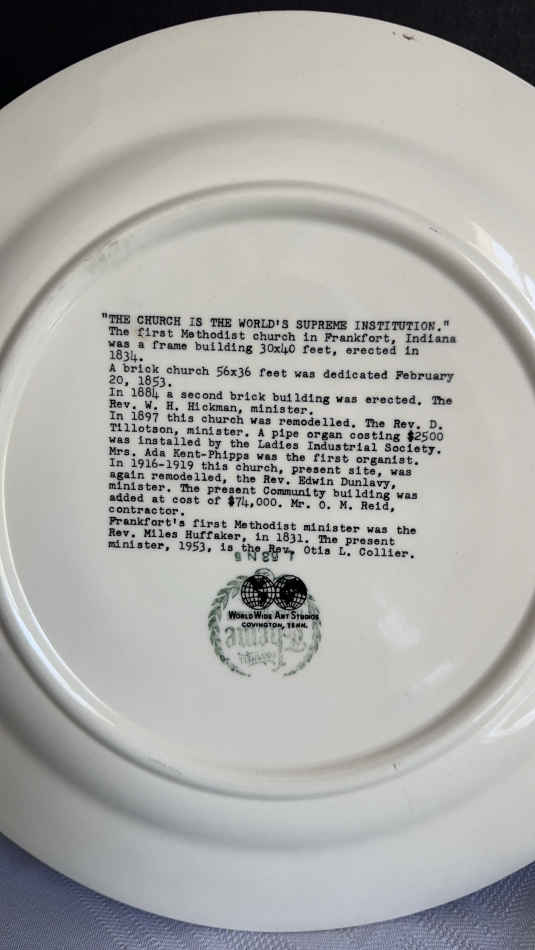 "THE CHURCH IS THE WORLD'S SUPREME INSTITUTION."
The first Methodist church in Frankfort, Indiana
was a frame building 30x40 feet, erected in
1834.
A brick church 56x36 feet was dedicated February
20, 1853.
In 1884 a second brick building was erected. The
Rev. W. H. Hickman, minister.
In 1897 this church was remodelled. The Rev. D.
Tillotson, minister. A pipe organ costing $2500
was installed by the Ladies Industrial Society.
Mrs. Ada Kent-Phipps was the first organist.
In 1916-1919 this church, present site, was
again remodelled, the Rev. Edwin Dunlavy,
minister. The present Community building was
added at cost of $74,000. Mr. O. M. Reid,
contractor.
Frankfort's first Methodist minister was the
Rev. Miles Huffaker, in 1831. The present
minister, 1953, is the Rev. Otis L. Collier.
WORLD WIDE ART STUDIOS
COVINGTON, TENN.